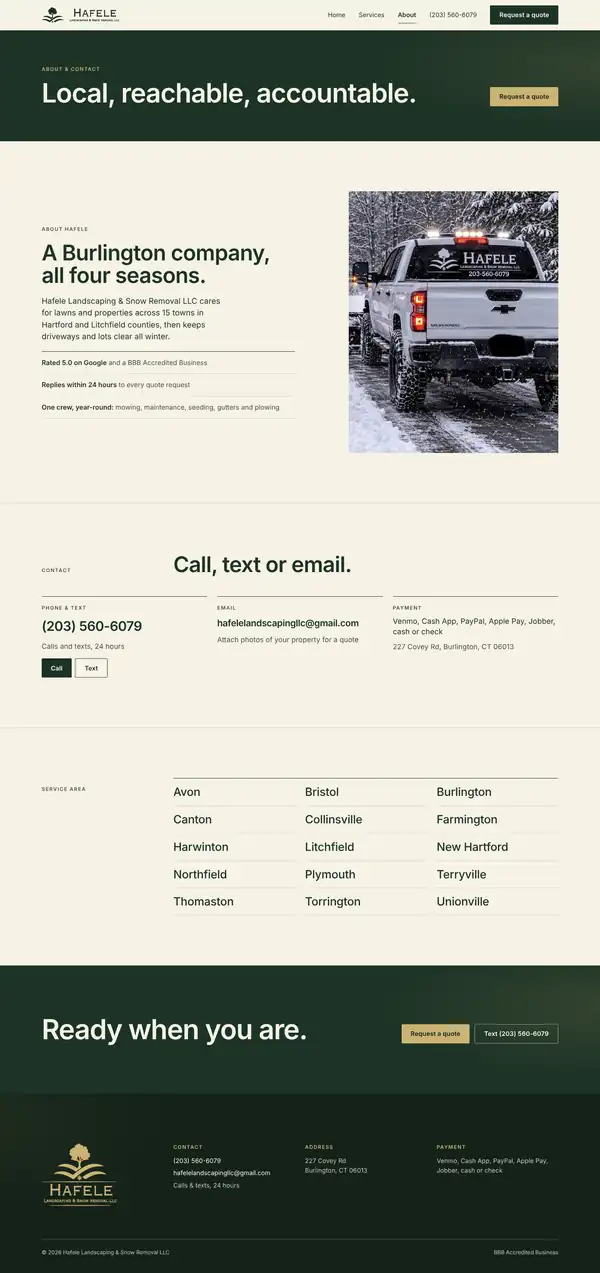 HAFELE
LANDSCAPING & SNOW REMOVAL LLC
Home
Services
About
(203) 560-6079
Request a quote
ABOUT & CONTACT
Local, reachable, accountable.
Request a quote
ABOUT HAFELE
A Burlington company,
all four seasons.
Hafele Landscaping & Snow Removal LLC cares
for lawns and properties across 15 towns in
Hartford and Litchfield counties, then keeps
driveways and lots clear all winter.
Rated 5.0 on Google and a BBB Accredited Business
Replies within 24 hours to every quote request
One crew, year-round: mowing, maintenance, seeding, gutters and plowing
HAFELE
LANDSCAPING & SNOW REMOVAL LLC
203-560-6079
CONTACT
Call, text or email.
PHONE & TEXT
(203) 560-6079
Calls and texts, 24 hours
Call
Text
EMAIL
hafelelandscapingllc@gmail.com
Attach photos of your property for a quote
PAYMENT
Venmo, Cash App, PayPal, Apple Pay, Jobber,
cash or check
227 Covey Rd, Burlington, CT 06013
SERVICE AREA
Avon
Bristol
Burlington
Canton
Collinsville
Farmington
Harwinton
Litchfield
New Hartford
Northfield
Plymouth
Terryville
Thomaston
Torrington
Unionville
Ready when you are.
Request a quote
Text (203) 560-6079
HAFELE
LANDSCAPING & SNOW REMOVAL LLC
CONTACT
(203) 560-6079
hafelelandscapingllc@gmail.com
Calls & texts, 24 hours
ADDRESS
227 Covey Rd
Burlington, CT 06013
PAYMENT
Venmo, Cash App, PayPal, Apple Pay,
Jobber, cash or check
© 2026 Hafele Landscaping & Snow Removal LLC
BBB Accredited Business